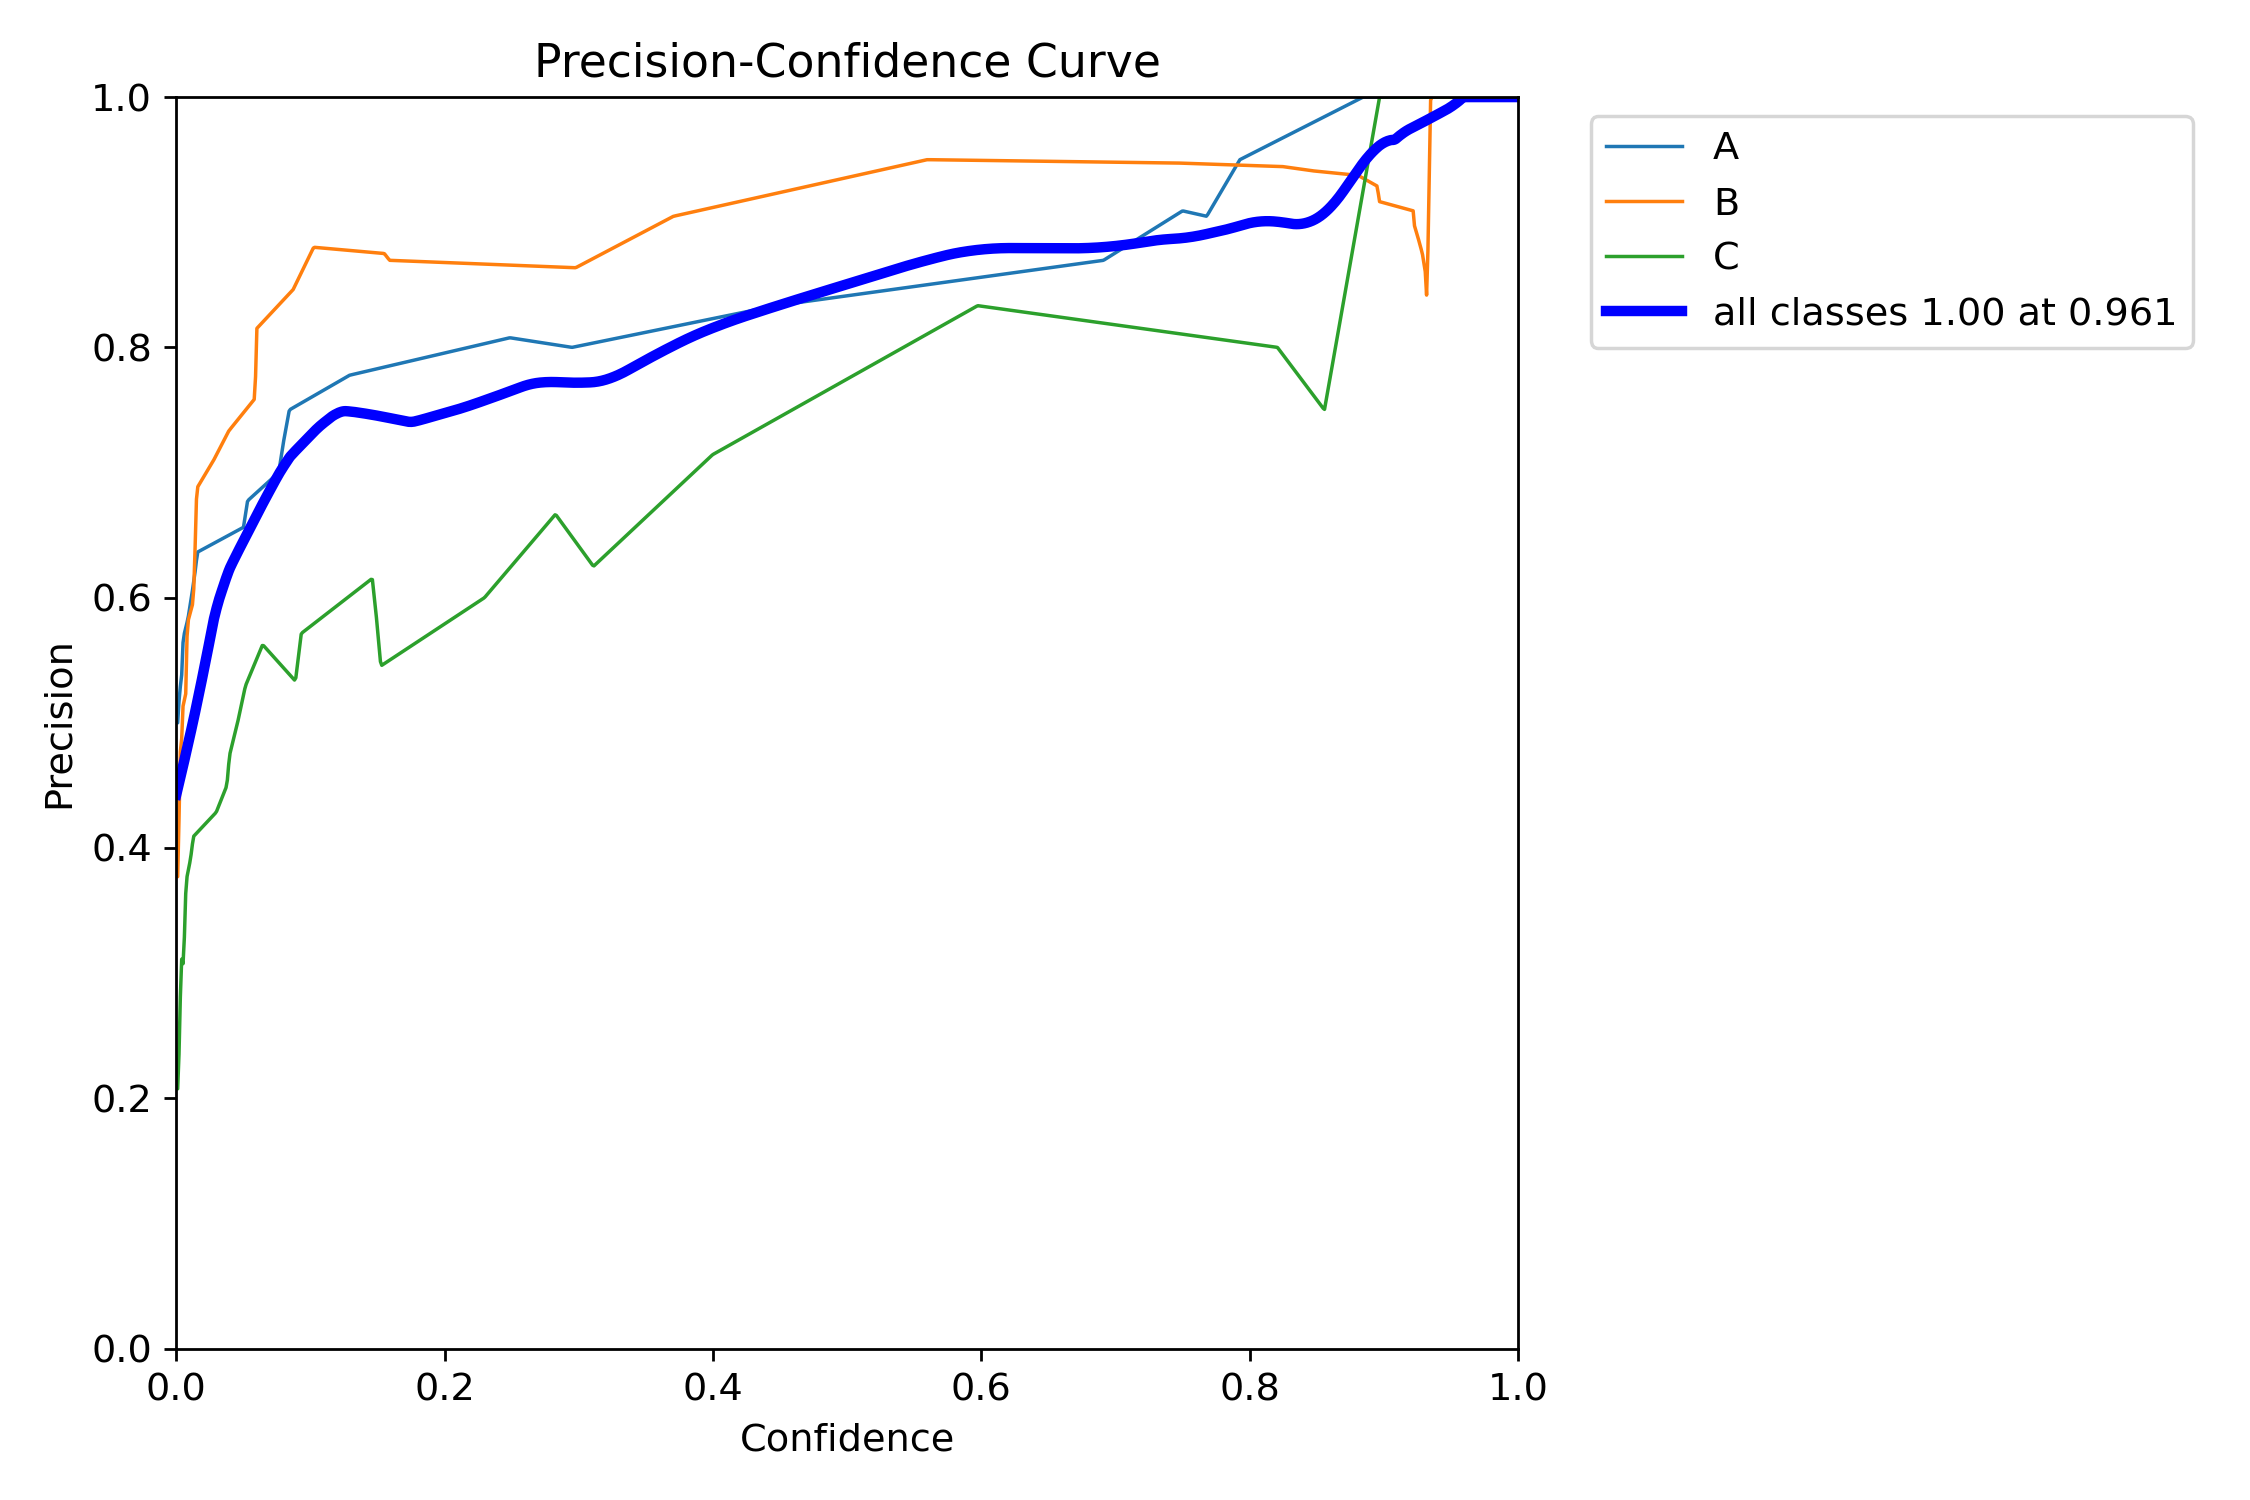 Precision-Confidence Curve
1.0
0.8
0.6
0.4
0.2
0.0
Precision
0.0 0.2 0.4 0.6 0.8 1.0
Confidence
A
B
C
all classes 1.00 at 0.961